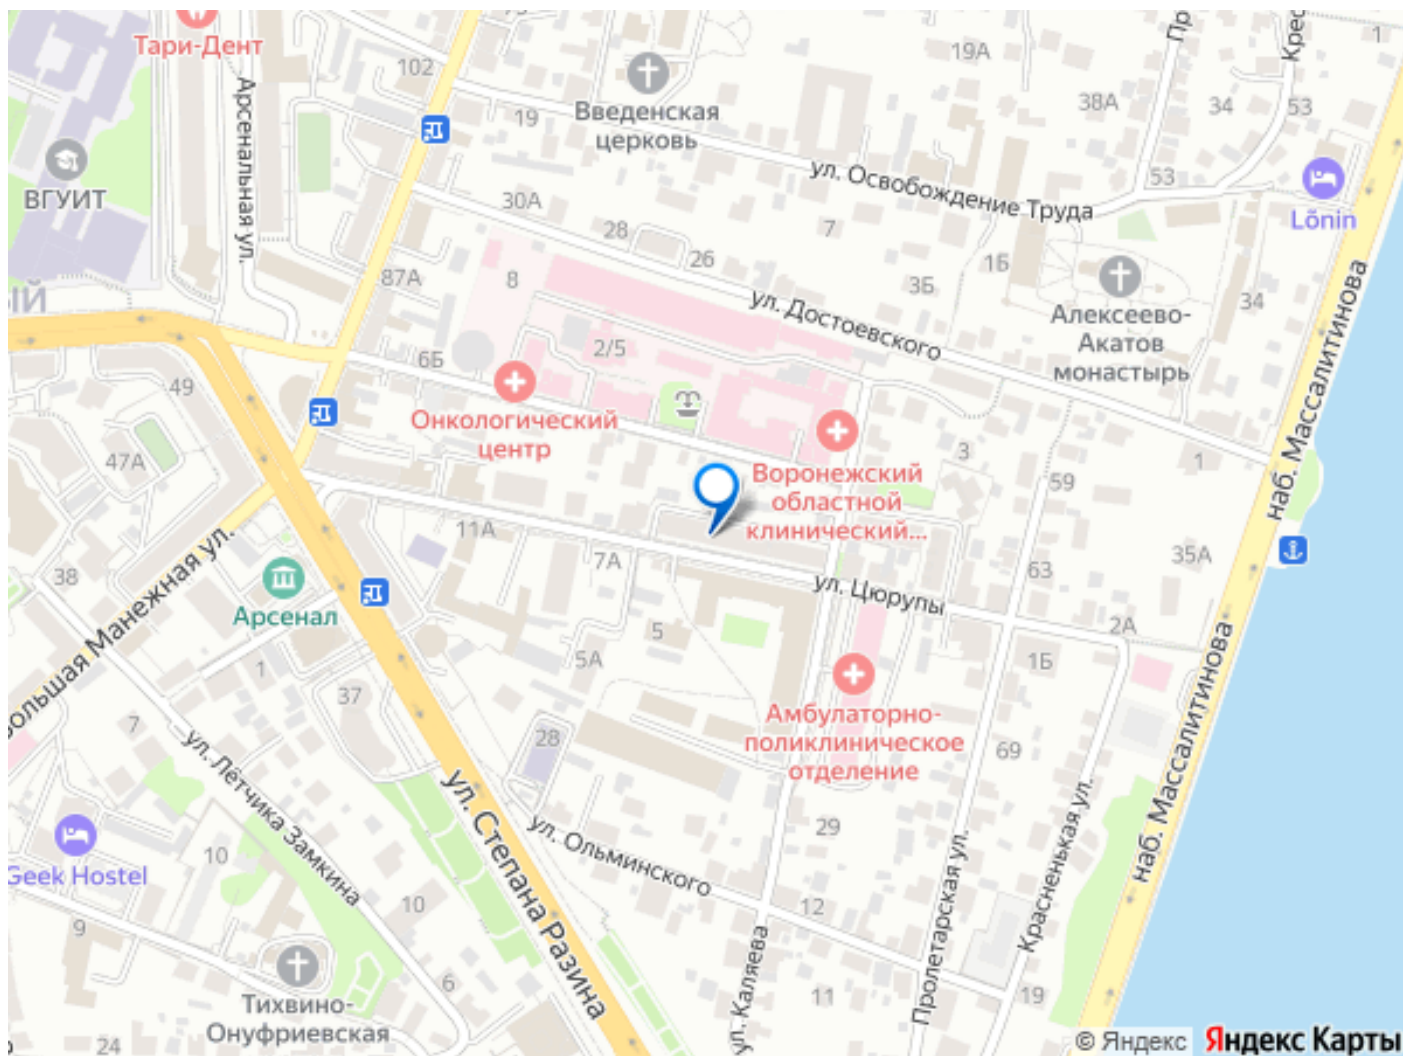 Тари-Дент
102
Арсенальная ул.
19
Введенская
церковь
19А
38А
34
53
1
ул. Освобождение Труда
53
Lõnin
ВГУИТ
30А
28
26
7
3Б
1Б
34
87А
8
ул. Достоевского
Алексеево-
Акатов
монастырь
наб. Массалитинова
ЫЙ
6Б
2/5
49
Онкологический
центр
47А
Воронежский
областной
клинический...
3
59
1
11А
7А
ул. Цюрупы
63
35А
38
Большая Манежная ул.
Арсенал
1
5
5А
2А
1Б
наб. Массалитинова
37
7
28
Амбулаторно-
поликлиническое
отделение
69
ул. Лётчика Замкина
ул. Степана Разина
ул. Ольминского
29
Красненькая ул.
Пролетарская ул.
Geek Hostel
10
10
9
12
ул. Каляева
6
11
19
Тихвино-
Онуфриевская
24
© Яндекс Яндекс Карты